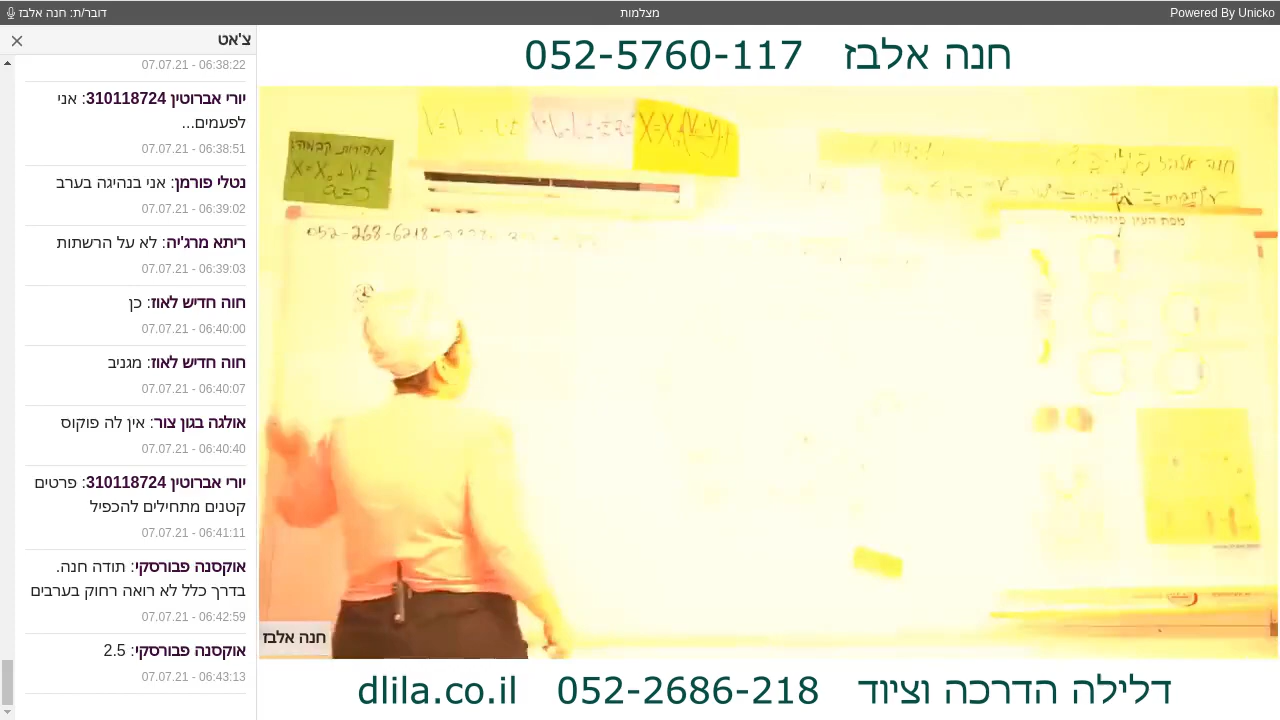 דובר/ת: חנה אלבז
מצלמות
Powered By Unicko
צ'אט
07.07.21 - 06:38:22
יורי אברוטין 310118724: אני
לפעמים...
07.07.21 - 06:38:51
נטלי פורמן: אני בנהיגה בערב
07.07.21 - 06:39:02
ריתא מרג'יה: לא על הרשתות
07.07.21 - 06:39:03
חוה חדיש לאוז: כן
07.07.21 - 06:40:00
חוה חדיש לאוז: מגניב
07.07.21 - 06:40:07
אולגה בגון צור: אין לה פוקוס
07.07.21 - 06:40:40
יורי אברוטין 310118724: פרטים
קטנים מתחילים להכפיל
07.07.21 - 06:41:11
אוקסנה פבורסקי: תודה חנה.
בדרך כלל לא רואה רחוק בערבים
07.07.21 - 06:42:59
אוקסנה פבורסקי: 2.5
07.07.21 - 06:43:13
חנה אלבז 052-5760-117
מהירות קבועה:
X=X₀+V·t
a=0
052-268-6218
חנה אלבז
דלילה הדרכה וציוד 052-2686-218 dlila.co.il